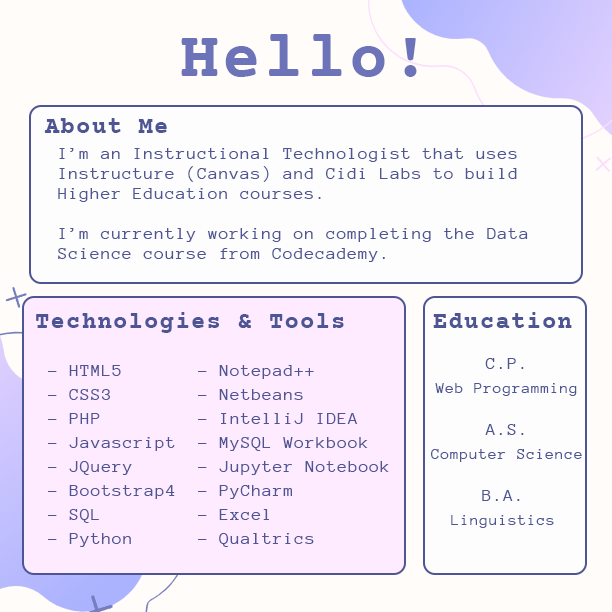 Hello!
About Me
I’m an Instructional Technologist that uses
Instructure (Canvas) and Cidi Labs to build
Higher Education courses.
I’m currently working on completing the Data
Science course from Codecademy.
Technologies & Tools
– HTML5
– CSS3
– PHP
– Javascript
– JQuery
– Bootstrap4
– SQL
– Python
– Notepad++
– Netbeans
– IntelliJ IDEA
– MySQL Workbook
– Jupyter Notebook
– PyCharm
– Excel
– Qualtrics
Education
C.P.
Web Programming
A.S.
Computer Science
B.A.
Linguistics